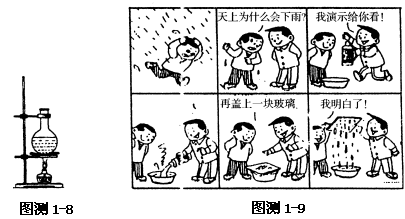 天上为什么会下雨?
我演示给你看!
再盖上一块玻璃.
我明白了!
图测 1-8
图测 1-9